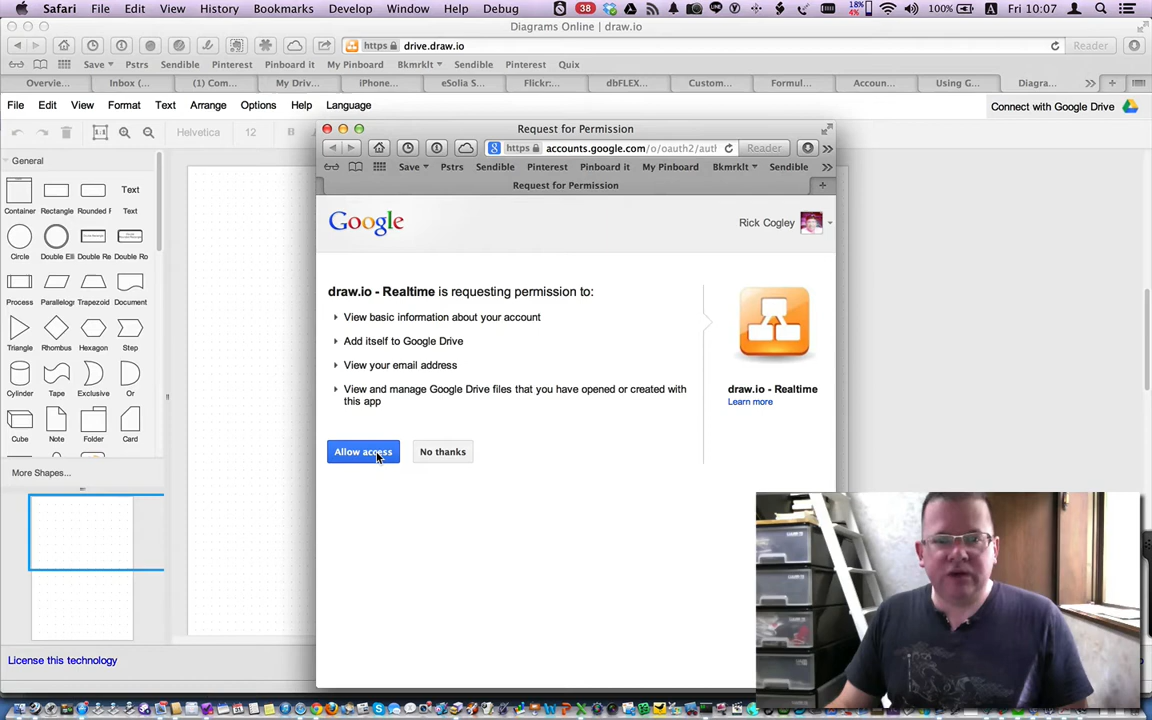 Safari File Edit View History Bookmarks Develop Window Help Debug
38
18%
4%
100%
A
Fri 10:07
Diagrams Online | draw.io
https drive.draw.io
Reader
Save Pstrs Sendible Pinterest Pinboard it My Pinboard Bkmrklt Sendible Pinterest Quix
Overvie... Inbox ( ... (1) Com... My Driv... iPhone... eSolia S... Flickr:... dbFLEX... Custom... Formul... Accoun... Using G... Diagra...
File Edit View Format Text Arrange Options Help Language
Connect with Google Drive
Helvetica 12 B
General
Container Rectangle Rounded F Text
Text
Circle Double Ell Double Re Double Ro
Process Parallelog Trapezoid Document
Triangle Rhombus Hexagon Step
Cylinder Tape Exclusive Or
Cube Note Folder Card
More Shapes...
License this technology
Request for Permission
https accounts.google.com/o/oauth2/aut
Reader
Save Pstrs Sendible Pinterest Pinboard it My Pinboard Bkmrklt Sendible
Request for Permission
Google
Rick Cogley
draw.io - Realtime is requesting permission to:
View basic information about your account
Add itself to Google Drive
View your email address
View and manage Google Drive files that you have opened or created with
this app
draw.io - Realtime
Learn more
Allow access
No thanks